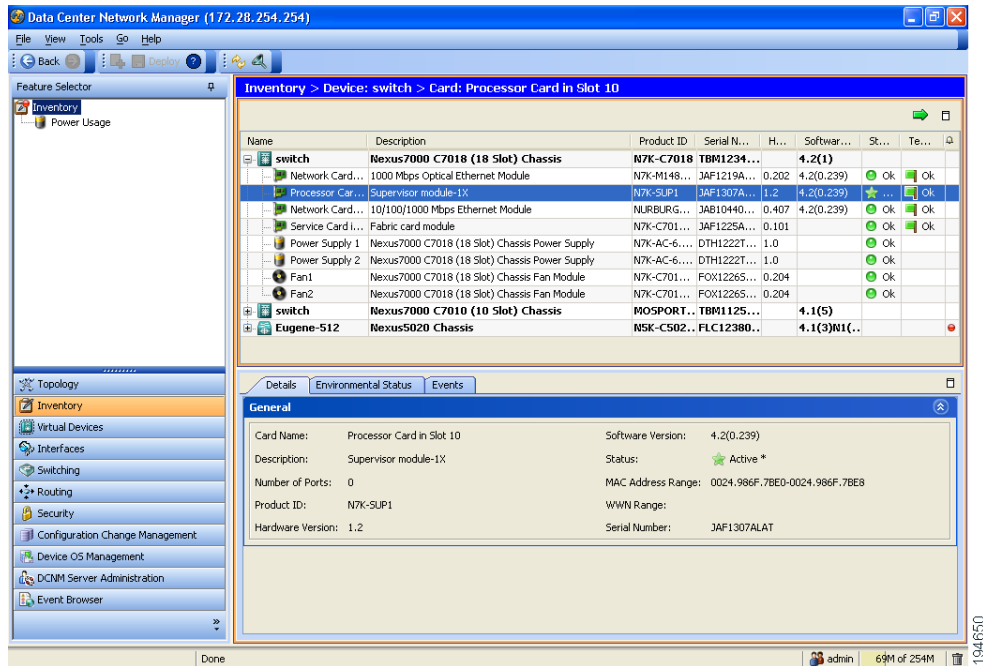 Data Center Network Manager (172.28.254.254)
File View Tools Go Help
Back Deploy
Feature Selector
Inventory
Power Usage
Inventory > Device: switch > Card: Processor Card in Slot 10
Name Description Product ID Serial N... H... Softwar... St... Te...
switch Nexus7000 C7018 (18 Slot) Chassis N7K-C7018 TBM1234... 4.2(1)
Network Card... 1000 Mbps Optical Ethernet Module N7K-M148... JAF1219A... 0.202 4.2(0.239) Ok Ok
Processor Car... Supervisor module-1X N7K-SUP1 JAF1307A... 1.2 4.2(0.239) ... Ok
Network Card... 10/100/1000 Mbps Ethernet Module NURBURG... JAB10440... 0.407 4.2(0.239) Ok Ok
Service Card i... Fabric card module N7K-C701... JAF1225A... 0.101 Ok Ok
Power Supply 1 Nexus7000 C7018 (18 Slot) Chassis Power Supply N7K-AC-6.... DTH1222T... 1.0 Ok
Power Supply 2 Nexus7000 C7018 (18 Slot) Chassis Power Supply N7K-AC-6.... DTH1222T... 1.0 Ok
Fan1 Nexus7000 C7018 (18 Slot) Chassis Fan Module N7K-C701... FOX12265... 0.204 Ok
Fan2 Nexus7000 C7018 (18 Slot) Chassis Fan Module N7K-C701... FOX12265... 0.204 Ok
switch Nexus7000 C7010 (10 Slot) Chassis MOSPORT.. TBM1125... 4.1(5)
Eugene-512 Nexus5020 Chassis N5K-C502.. FLC12380... 4.1(3)N1(..
Topology
Inventory
Virtual Devices
Interfaces
Switching
Routing
Security
Configuration Change Management
Device OS Management
DCNM Server Administration
Event Browser
Details Environmental Status Events
General
Card Name: Processor Card in Slot 10 Software Version: 4.2(0.239)
Description: Supervisor module-1X Status: Active *
Number of Ports: 0 MAC Address Range: 0024.986F.7BE0-0024.986F.7BE8
Product ID: N7K-SUP1 WWN Range:
Hardware Version: 1.2 Serial Number: JAF1307ALAT
Done admin 69M of 254M
194650